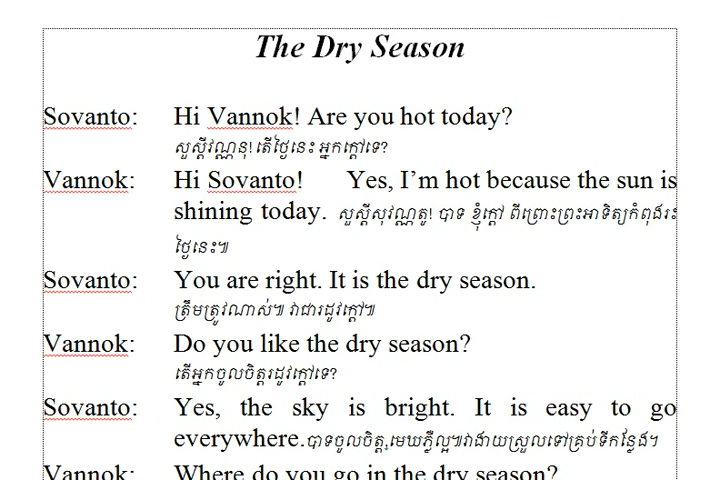 The Dry Season
Sovanto: Hi Vannok! Are you hot today?
សួស្ដីវណ្ណនុ! តើថ្ងៃនេះ អ្នកក្ដៅទេ?
Vannok: Hi Sovanto! Yes, I’m hot because the sun is
shining today. សួស្ដីសុវណ្ណតូ! បាទ ខ្ញុំក្ដៅ ពីព្រោះព្រះអាទិត្យកំពុងរះ
ថ្ងៃនេះ៕
Sovanto: You are right. It is the dry season.
ត្រឹមត្រូវណាស់៕ វាជារដូវក្ដៅ៕
Vannok: Do you like the dry season?
តើអ្នកចូលចិត្តរដូវក្ដៅទេ?
Sovanto: Yes, the sky is bright. It is easy to go
everywhere.បាទចូលចិត្ត,មេឃភ្លឺល្អ៕វាងាយស្រួលទៅគ្រប់ទីកន្លែង។
Vannok: Where do you go in the dry season?